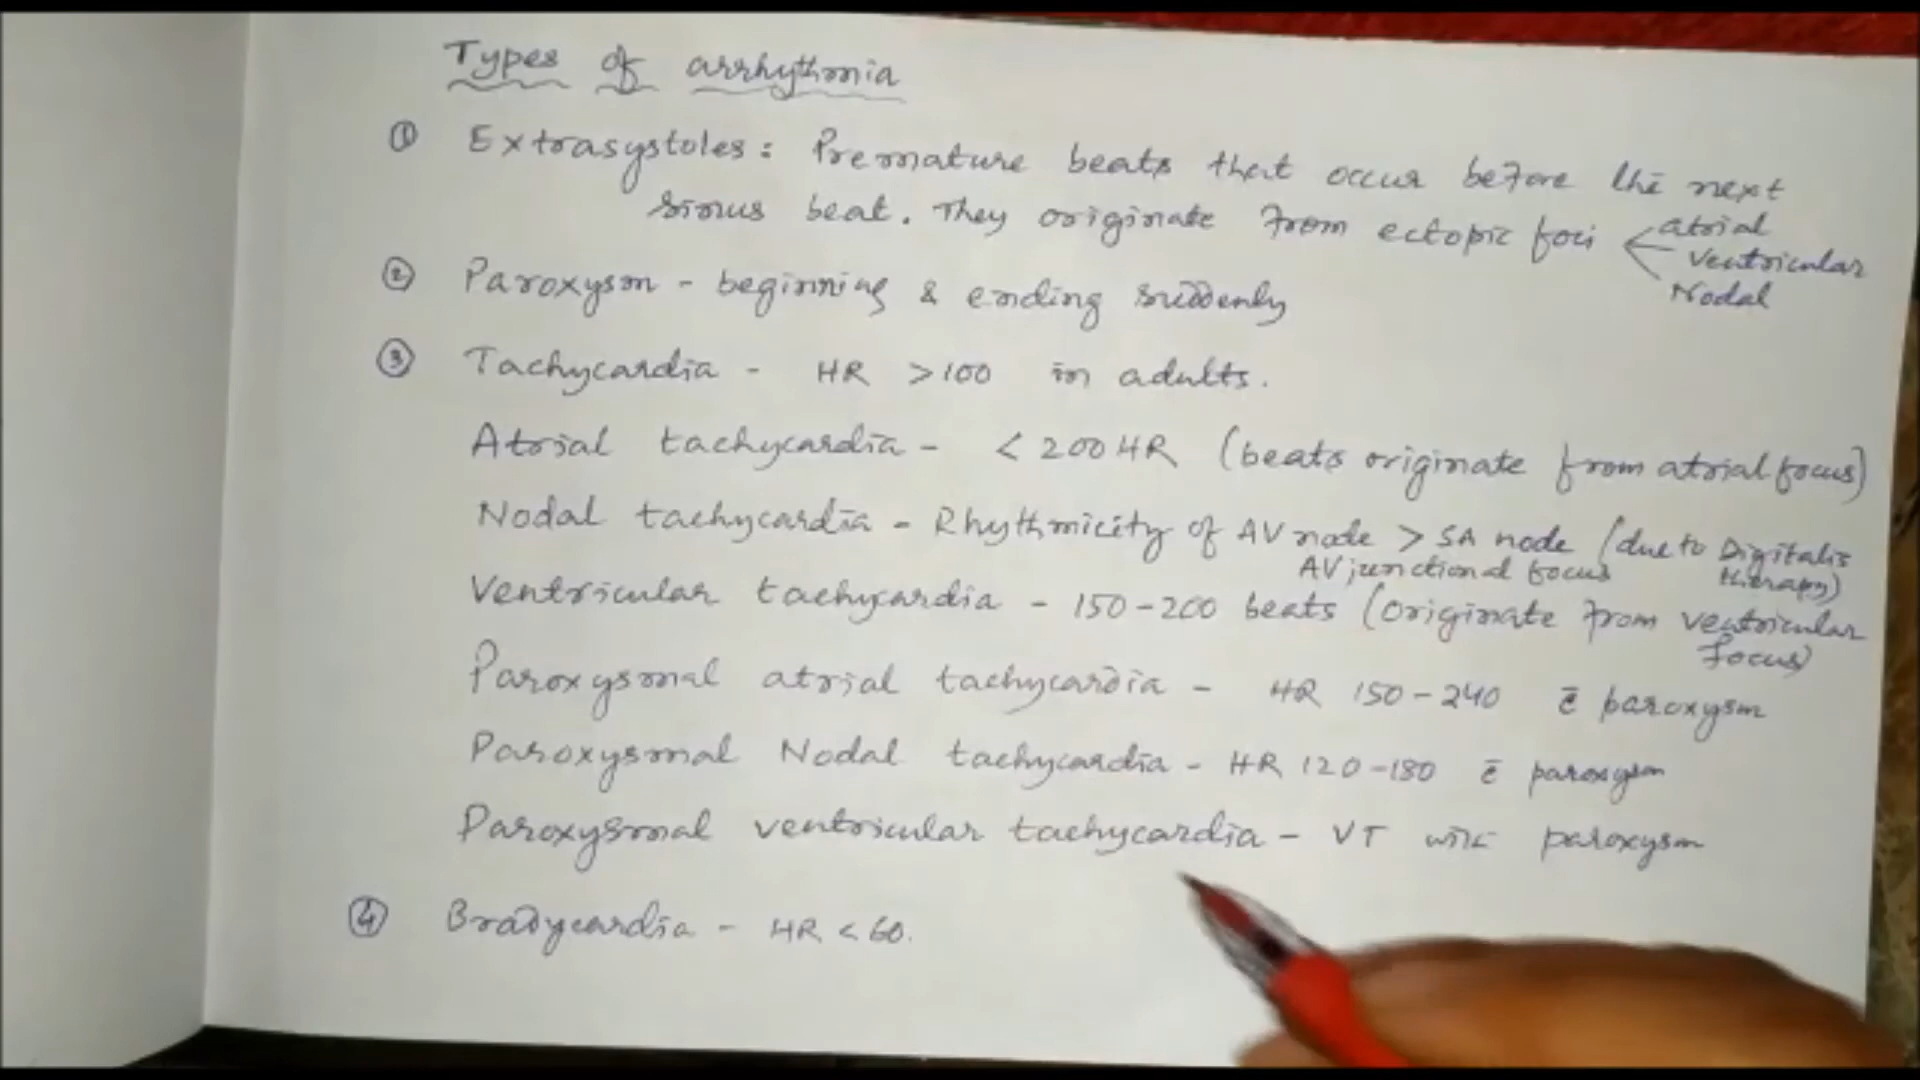 Types of arrhythmia
① Extrasystoles: Premature beats that occur before the next
sinus beat. They originate from ectopic foci < atrial
ventricular
Nodal
② Paroxysm - beginning & ending suddenly
③ Tachycardia - HR >100 in adults.
Atrial tachycardia - < 200 HR (beats originate from atrial focus)
Nodal tachycardia - Rhythmicity of AV node > SA node (due to Digitalis
AV junctional focus therapy)
Ventricular tachycardia - 150-200 beats (Originate from ventricular
focus)
Paroxysmal atrial tachycardia - HR 150-240 c̄ paroxysm
Paroxysmal Nodal tachycardia - HR 120-180 c̄ paroxysm
Paroxysmal ventricular tachycardia - VT with paroxysm
④ Bradycardia - HR < 60.